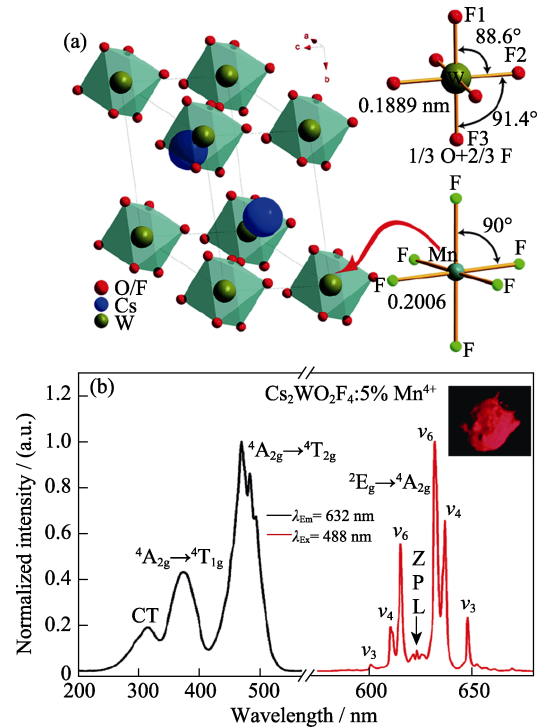 (a)
a
c
b
O/F
Cs
W
F1
88.6°
F2
W
0.1889 nm
91.4°
F3
1/3 O+2/3 F
F
90°
Mn
F
F
F
F
0.2006
F
(b)
Cs₂WO₂F₄:5% Mn⁴⁺
⁴A₂g→⁴T₂g
⁴A₂g→⁴T₁g
CT
λEm= 632 nm
λEx= 488 nm
²Eg→⁴A₂g
ν₃
ν₄
ν₆
Z
P
L
ν₆
ν₄
ν₃
Normalized intensity / (a.u.)
1.2
1.0
0.8
0.6
0.4
0.2
0
200 300 400 500 600 650
Wavelength / nm